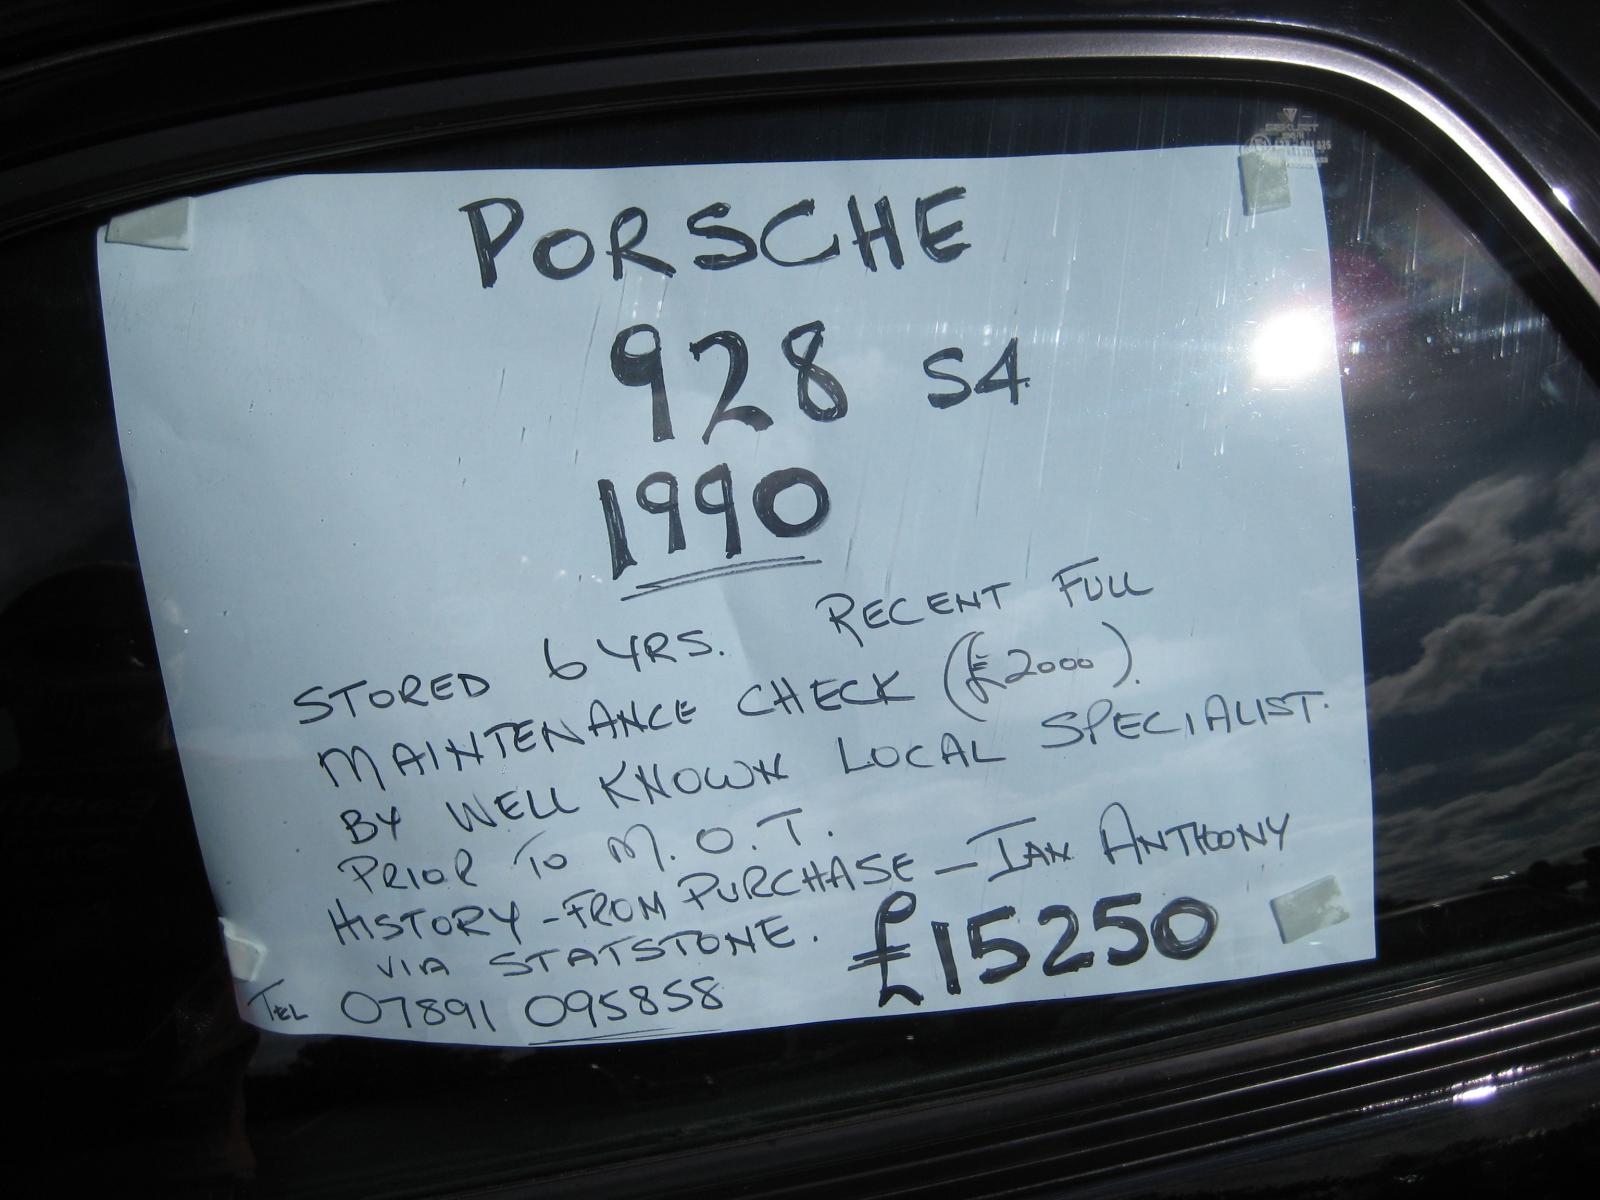 SEKURIT
PORSCHE
928 S4
1990
STORED 6 YRS. RECENT FULL
MAINTENANCE CHECK (£2000).
BY WELL KNOWN LOCAL SPECIALIST.
PRIOR TO M.O.T.
HISTORY - FROM PURCHASE - IAN ANTHONY
VIA STATSTONE. £15250
TEL 07891 095858